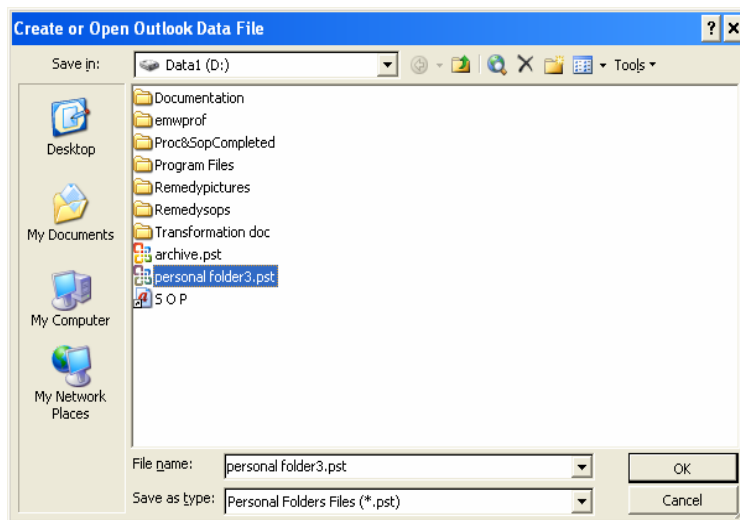 Create or Open Outlook Data File
Save in: Data1 (D:) Tools
Documentation
emwprof
Proc&SopCompleted
Program Files
Remedypictures
Remedysops
Transformation doc
archive.pst
personal folder3.pst
S O P
Desktop
My Documents
My Computer
My Network
Places
File name: personal folder3.pst OK
Save as type: Personal Folders Files (*.pst) Cancel